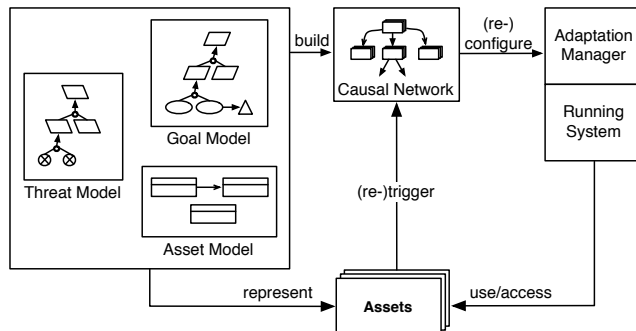 build
(re-)
configure
Adaptation
Manager
Causal Network
Goal Model
Running
System
Threat Model
(re-)trigger
Asset Model
represent
Assets
use/access